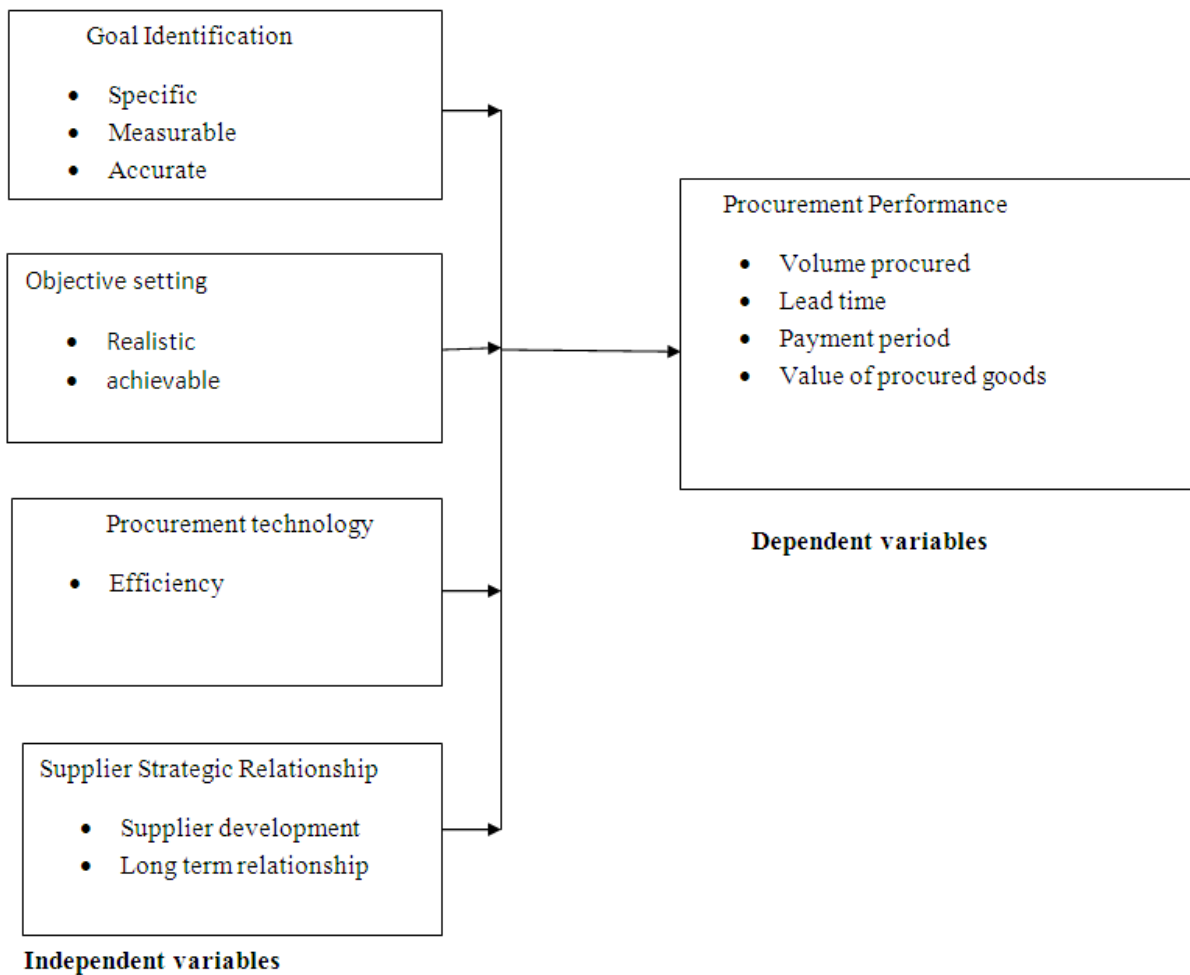 Goal Identification
• Specific
• Measurable
• Accurate
Objective setting
• Realistic
• achievable
Procurement technology
• Efficiency
Supplier Strategic Relationship
• Supplier development
• Long term relationship
Independent variables
Procurement Performance
• Volume procured
• Lead time
• Payment period
• Value of procured goods
Dependent variables